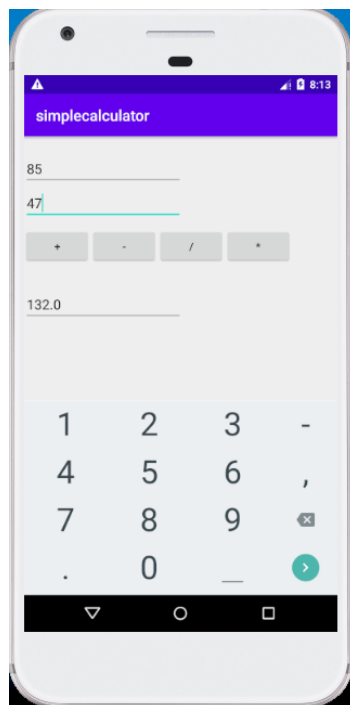 8:13
simplecalculator
85
47
+ - / *
132.0
1 2 3 -
4 5 6 ,
7 8 9
. 0 _